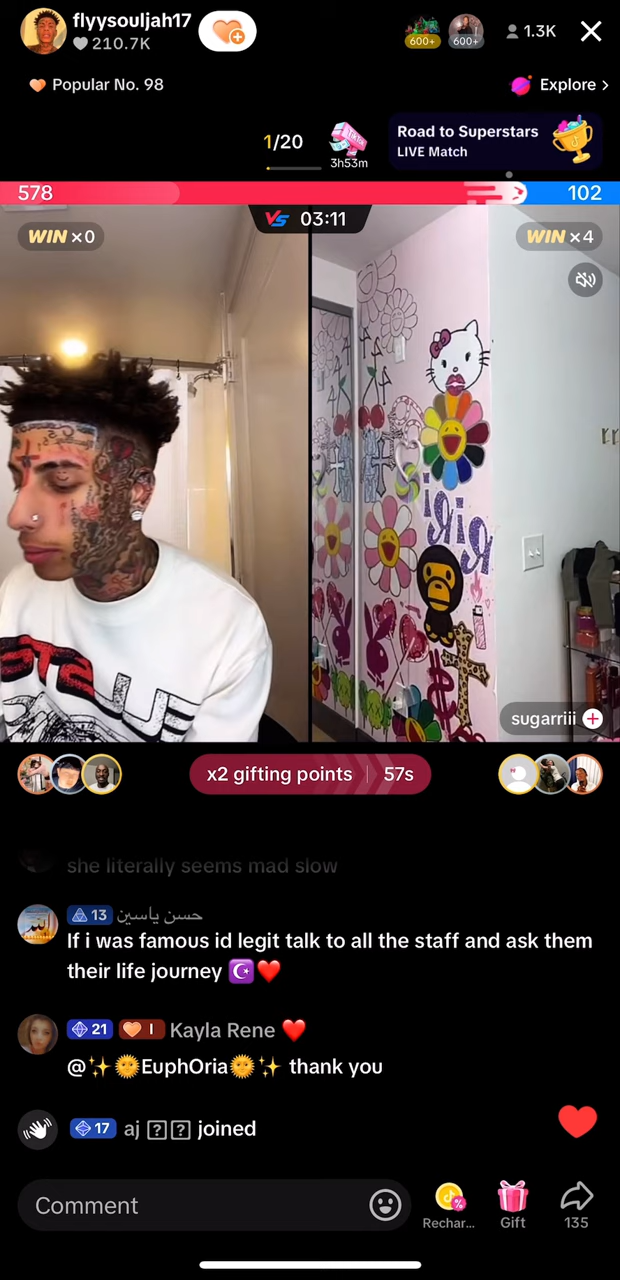 flyysouljah17
210.7K
600+
600+
1.3K
Popular No. 98
Explore >
1/20
3h53m
Road to Superstars
LIVE Match
578
102
VS 03:11
WIN ×0
WIN ×4
sugarriii
x2 gifting points | 57s
she literally seems mad slow
13 حسن ياسين
If i was famous id legit talk to all the staff and ask them
their life journey ☪️❤️
21 I Kayla Rene ❤️
@✨🌞EuphOria🌞✨ thank you
17 aj joined
Comment
Rechar...
Gift
135